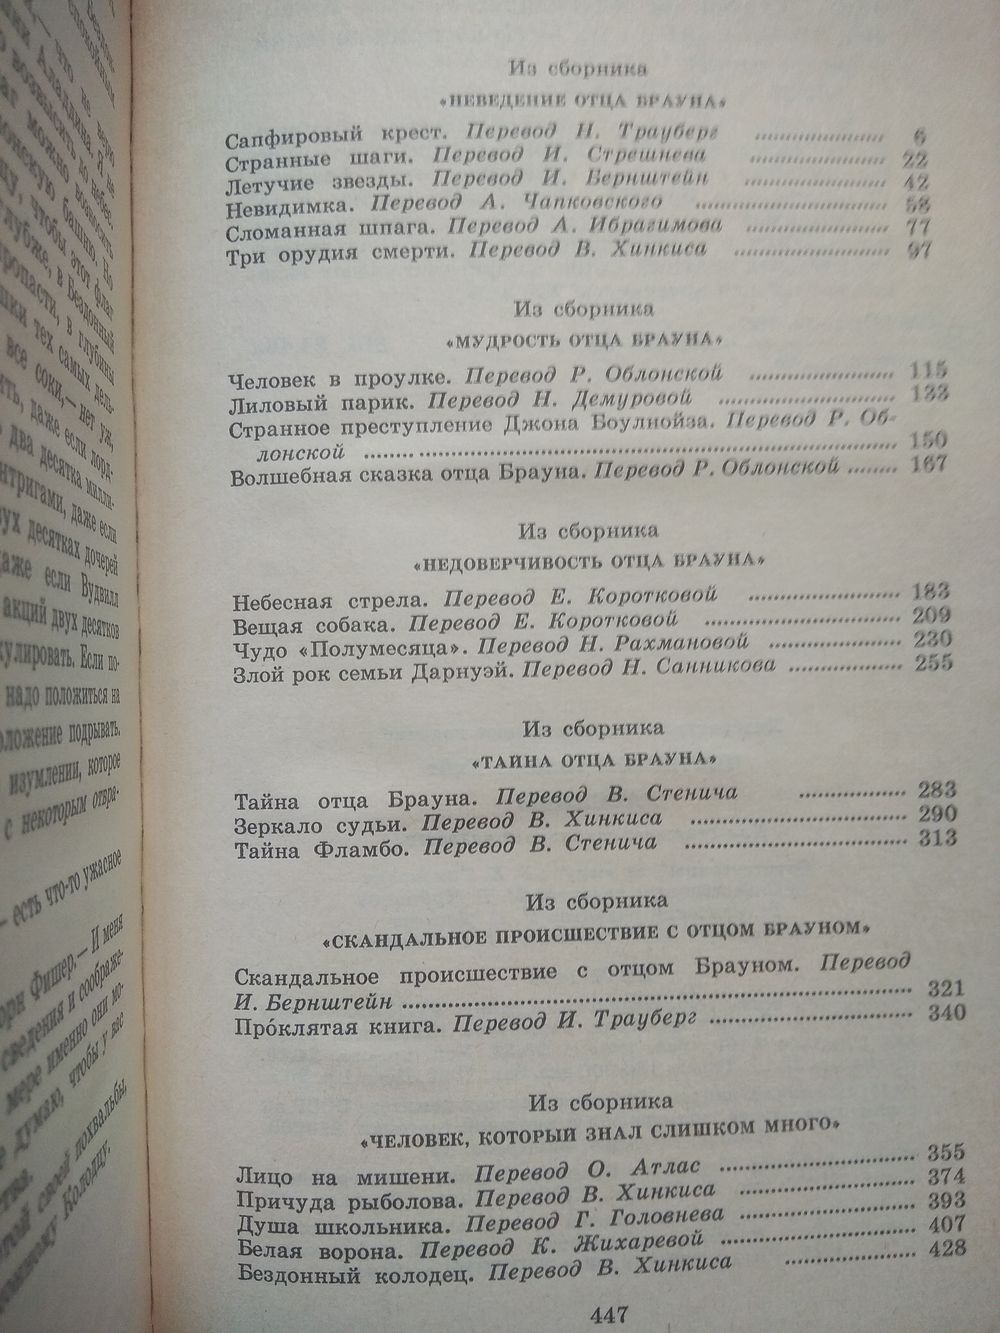 Из сборника
«НЕВЕДЕНИЕ ОТЦА БРАУНА»
Сапфировый крест. Перевод Н. Трауберг ........ 6
Странные шаги. Перевод И. Стрешнева ........ 22
Летучие звезды. Перевод И. Бернштейн ........ 42
Невидимка. Перевод А. Чапковского ........ 58
Сломанная шпага. Перевод А. Ибрагимова ........ 77
Три орудия смерти. Перевод В. Хинкиса ........ 97
Из сборника
«МУДРОСТЬ ОТЦА БРАУНА»
Человек в проулке. Перевод Р. Облонской ........ 115
Лиловый парик. Перевод Н. Демуровой ........ 133
Странное преступление Джона Боулнойза. Перевод Р. Об-
лонской ........ 150
Волшебная сказка отца Брауна. Перевод Р. Облонской ........ 167
Из сборника
«НЕДОВЕРЧИВОСТЬ ОТЦА БРАУНА»
Небесная стрела. Перевод Е. Коротковой ........ 183
Вещая собака. Перевод Е. Коротковой ........ 209
Чудо «Полумесяца». Перевод Н. Рахмановой ........ 230
Злой рок семьи Дарнуэй. Перевод Н. Санникова ........ 255
Из сборника
«ТАЙНА ОТЦА БРАУНА»
Тайна отца Брауна. Перевод В. Стенича ........ 283
Зеркало судьи. Перевод В. Хинкиса ........ 290
Тайна Фламбо. Перевод В. Стенича ........ 313
Из сборника
«СКАНДАЛЬНОЕ ПРОИСШЕСТВИЕ С ОТЦОМ БРАУНОМ»
Скандальное происшествие с отцом Брауном. Перевод
И. Бернштейн ........ 321
Про́клятая книга. Перевод И. Трауберг ........ 340
Из сборника
«ЧЕЛОВЕК, КОТОРЫЙ ЗНАЛ СЛИШКОМ МНОГО»
Лицо на мишени. Перевод О. Атлас ........ 355
Причуда рыболова. Перевод В. Хинкиса ........ 374
Душа школьника. Перевод Г. Головнева ........ 393
Белая ворона. Перевод К. Жихаревой ........ 407
Бездонный колодец. Перевод В. Хинкиса ........ 428
447